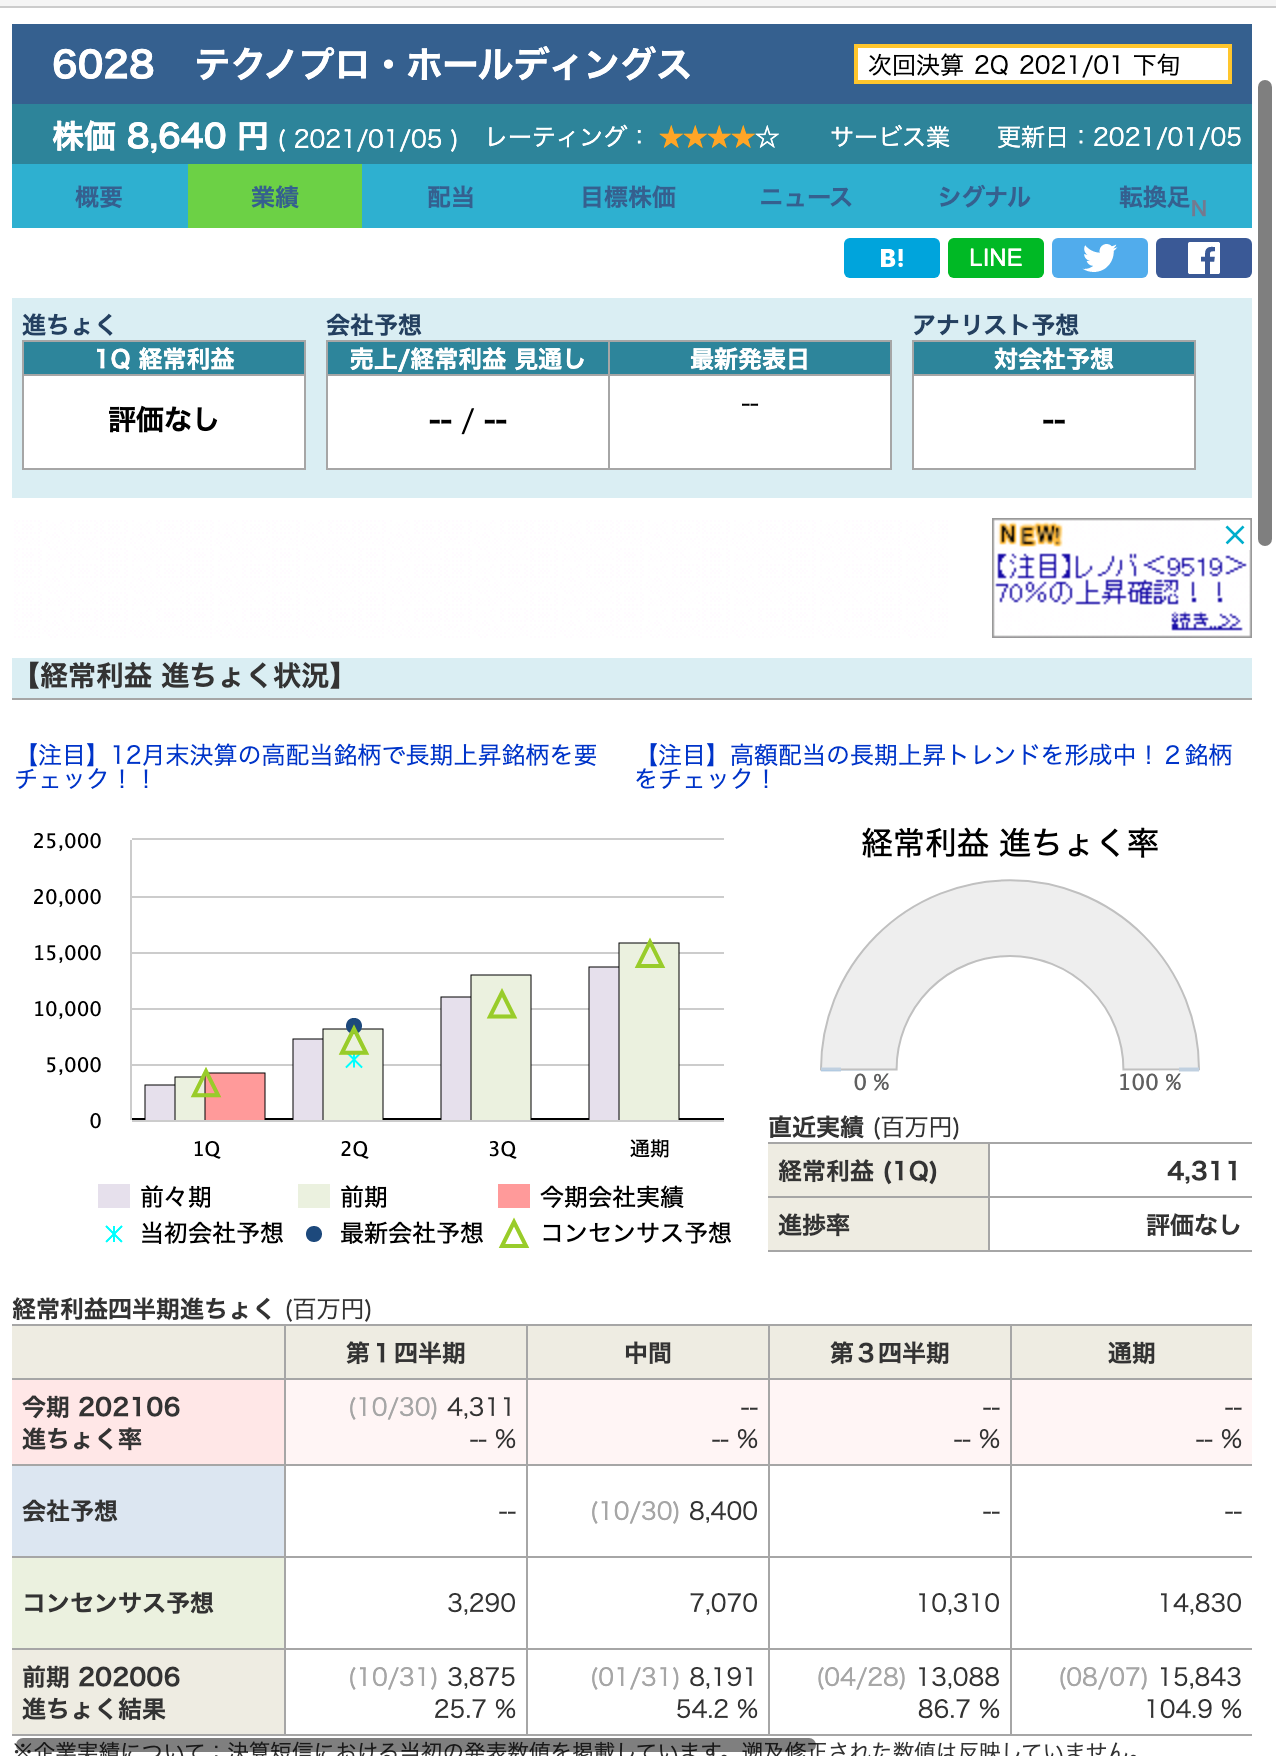 6028　テクノプロ・ホールディングス
次回決算 2Q 2021/01 下旬
株価 8,640 円 ( 2021/01/05 )　レーティング： ★★★★☆　サービス業　更新日：2021/01/05
概要　業績　配当　目標株価　ニュース　シグナル　転換足N
B!　LINE
進ちょく　会社予想　アナリスト予想
1Q 経常利益　売上/経常利益 見通し　最新発表日　対会社予想
評価なし　-- / --　--　--
NEW!
【注目】レノバ<9519>
70%の上昇確認！！
続き..>>
【経常利益 進ちょく状況】
【注目】12月末決算の高配当銘柄で長期上昇銘柄を要
チェック！！
【注目】高額配当の長期上昇トレンドを形成中！２銘柄
をチェック！
25,000
20,000
15,000
10,000
5,000
0
1Q　2Q　3Q　通期
前々期　前期　今期会社実績
当初会社予想　最新会社予想　コンセンサス予想
経常利益 進ちょく率
0 %　100 %
直近実績 (百万円)
経常利益 (1Q)　4,311
進捗率　評価なし
経常利益四半期進ちょく (百万円)
第１四半期　中間　第３四半期　通期
今期 202106　(10/30) 4,311　--　--　--
進ちょく率　-- %　-- %　-- %　-- %
会社予想　--　(10/30) 8,400　--　--
コンセンサス予想　3,290　7,070　10,310　14,830
前期 202006　(10/31) 3,875　(01/31) 8,191　(04/28) 13,088　(08/07) 15,843
進ちょく結果　25.7 %　54.2 %　86.7 %　104.9 %
※企業実績について：決算短信における当初の発表数値を掲載しています。遡及修正された数値は反映していません。